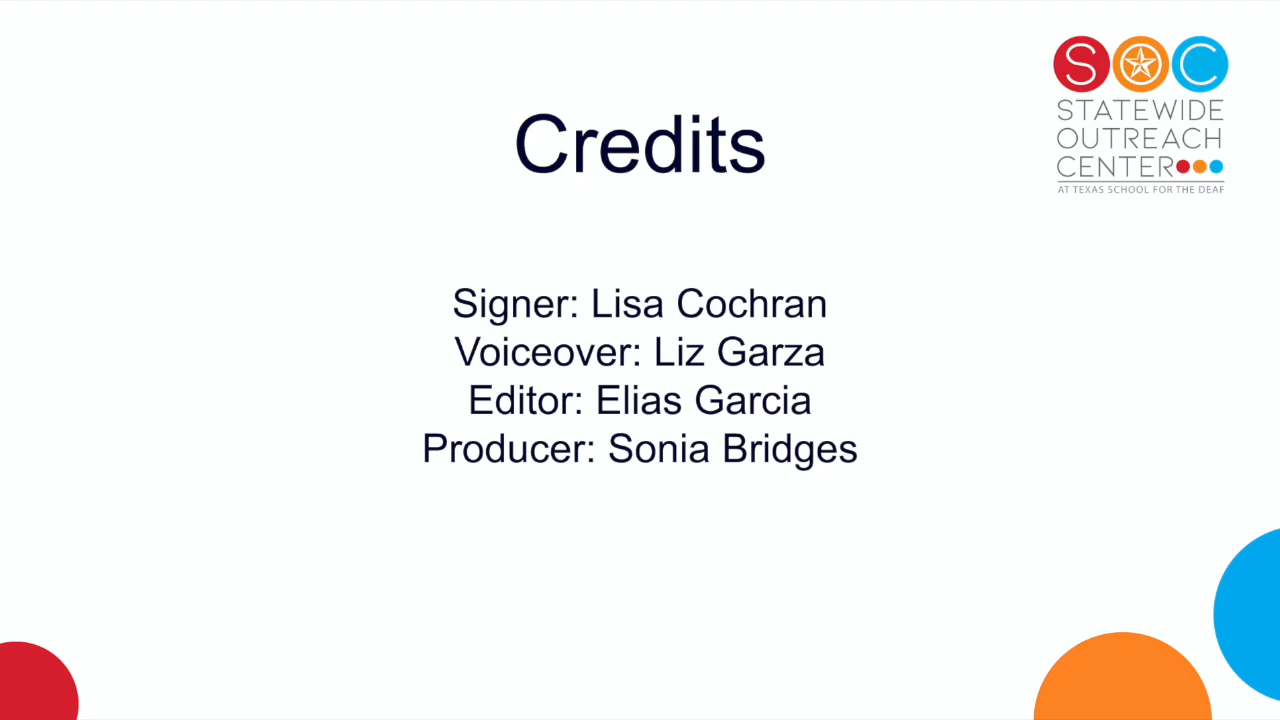 Credits
Signer: Lisa Cochran
Voiceover: Liz Garza
Editor: Elias Garcia
Producer: Sonia Bridges
SOC
STATEWIDE
OUTREACH
CENTER
AT TEXAS SCHOOL FOR THE DEAF